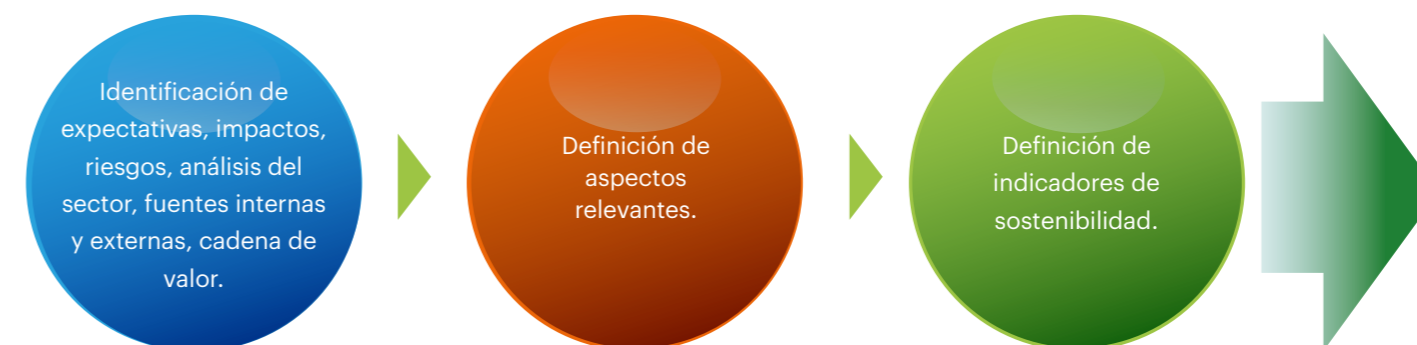 Identificación de
expectativas, impactos,
riesgos, análisis del
sector, fuentes internas
y externas, cadena de
valor.
Definición de
aspectos
relevantes.
Definición de
indicadores de
sostenibilidad.